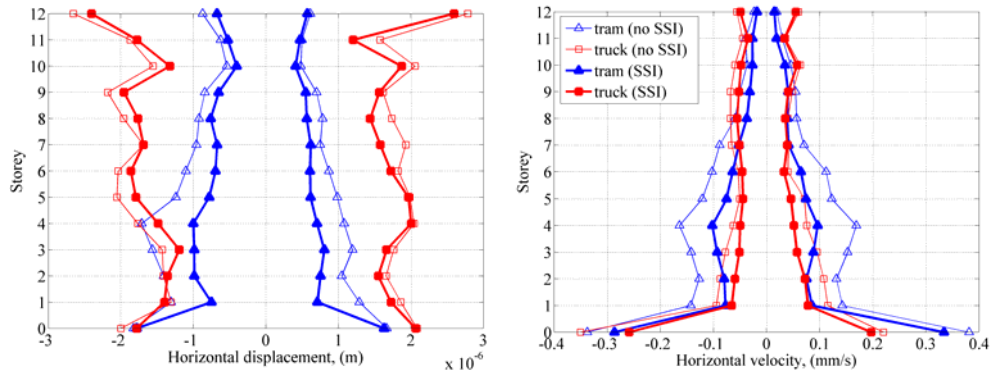 12
11
10
9
8
7
6
5
4
3
2
1
0
Storey
-3 -2 -1 0 1 2 3
Horizontal displacement, (m)
x 10^-6
12
11
10
9
8
7
6
5
4
3
2
1
0
Storey
tram (no SSI)
truck (no SSI)
tram (SSI)
truck (SSI)
-0.4 -0.3 -0.2 -0.1 0 0.1 0.2 0.3 0.4
Horizontal velocity, (mm/s)